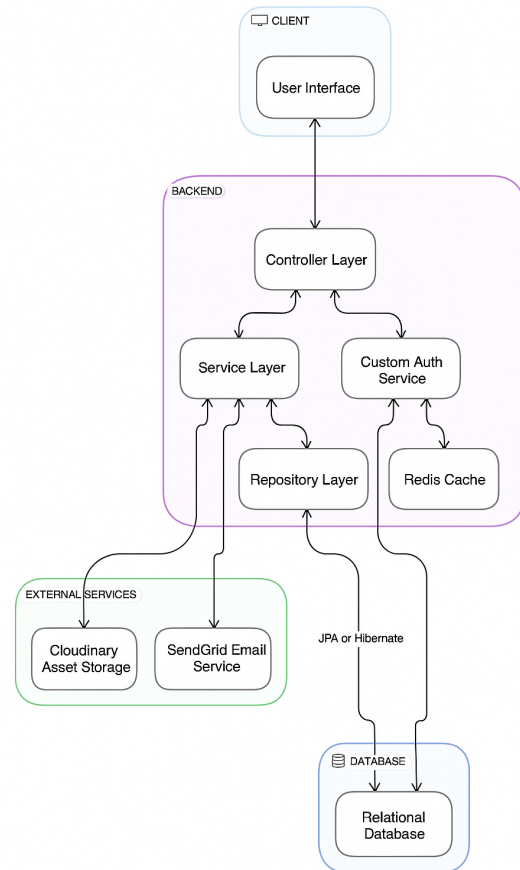 CLIENT
User Interface
BACKEND
Controller Layer
Service Layer
Custom Auth
Service
Repository Layer
Redis Cache
EXTERNAL SERVICES
Cloudinary
Asset Storage
SendGrid Email
Service
JPA or Hibernate
DATABASE
Relational
Database